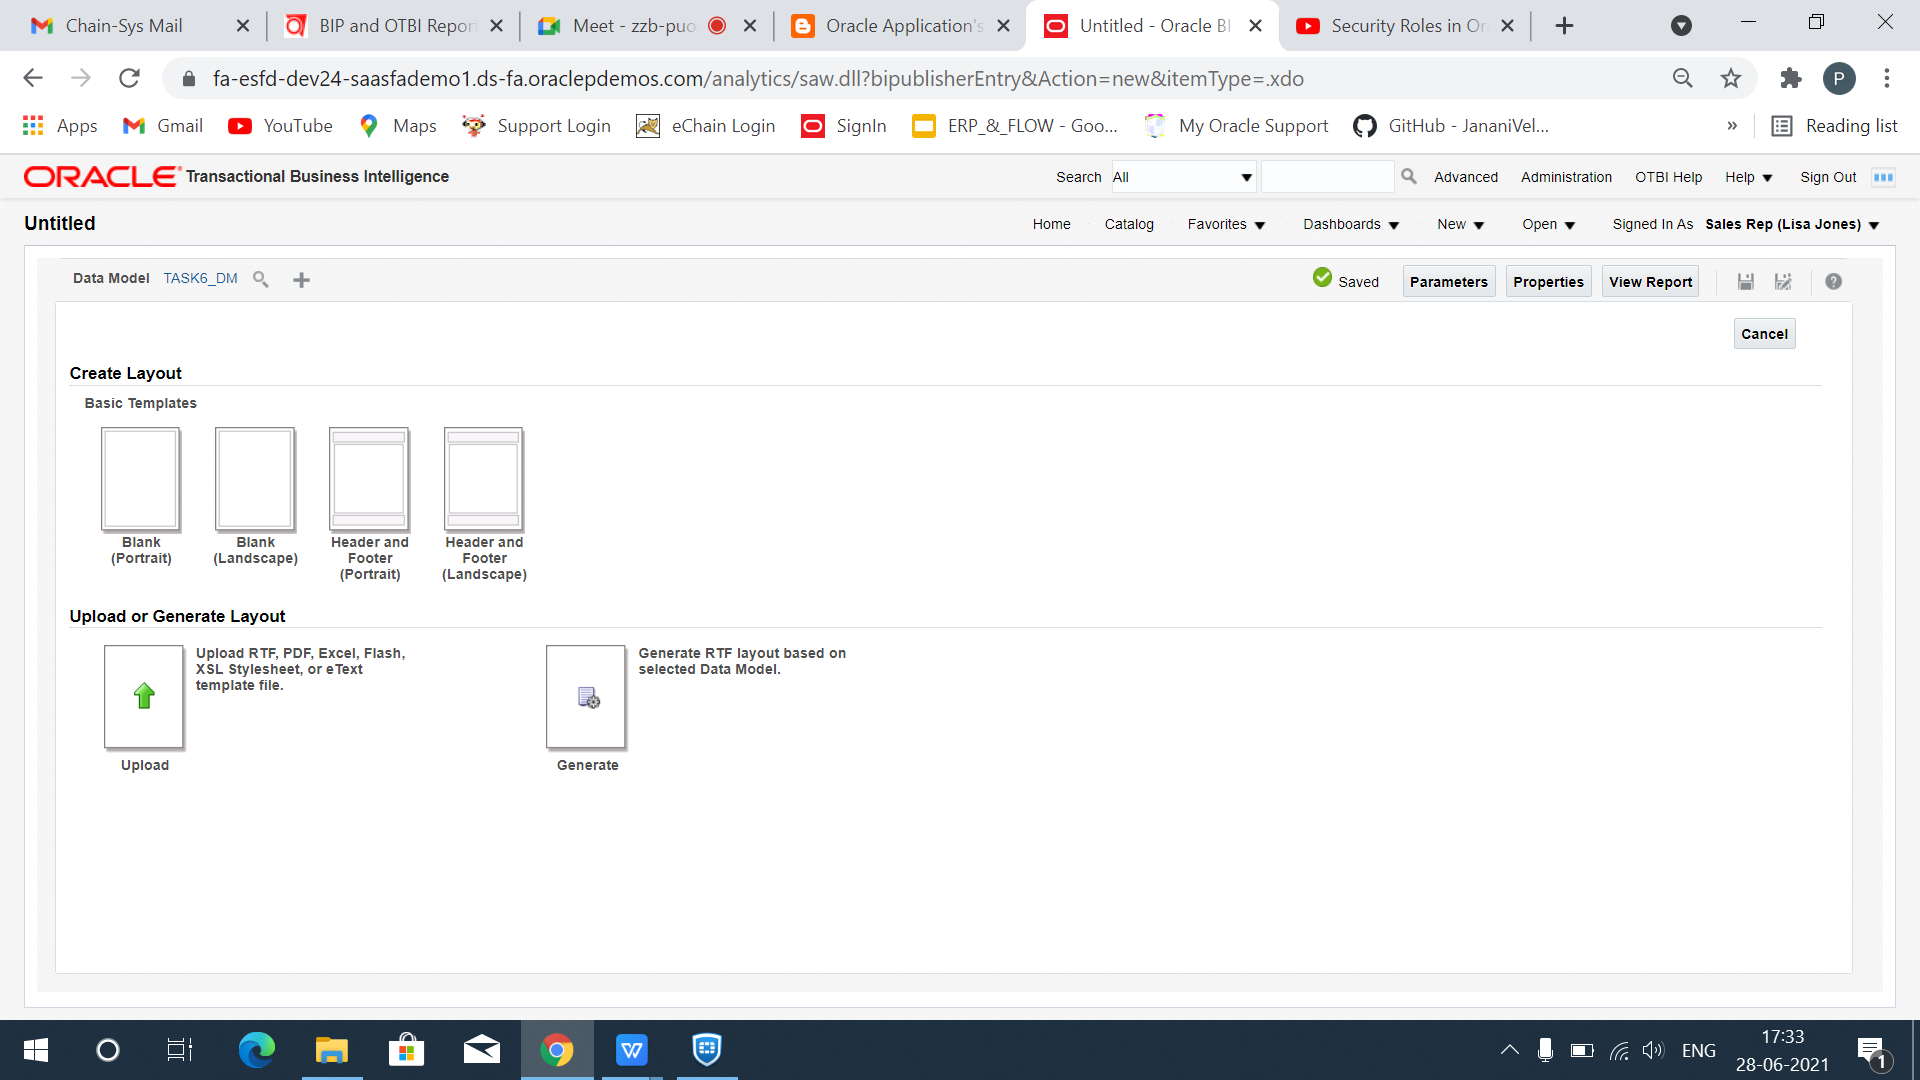 Chain-Sys Mail
BIP and OTBI Repor
Meet - zzb-puo
Oracle Application's
Untitled - Oracle BI
Security Roles in Or
fa-esfd-dev24-saasfademo1.ds-fa.oraclepdemos.com/analytics/saw.dll?bipublisherEntry&Action=new&itemType=.xdo
P
Apps
Gmail
YouTube
Maps
Support Login
eChain Login
SignIn
ERP_&_FLOW - Goo...
My Oracle Support
GitHub - JananiVel...
»
Reading list
ORACLE Transactional Business Intelligence
Search All Advanced Administration OTBI Help Help Sign Out
Untitled
Home Catalog Favorites Dashboards New Open Signed In As Sales Rep (Lisa Jones)
Data Model TASK6_DM
Saved Parameters Properties View Report
Cancel
Create Layout
Basic Templates
Blank
(Portrait)
Blank
(Landscape)
Header and
Footer
(Portrait)
Header and
Footer
(Landscape)
Upload or Generate Layout
Upload RTF, PDF, Excel, Flash,
XSL Stylesheet, or eText
template file.
Upload
Generate RTF layout based on
selected Data Model.
Generate
ENG
17:33
28-06-2021
1